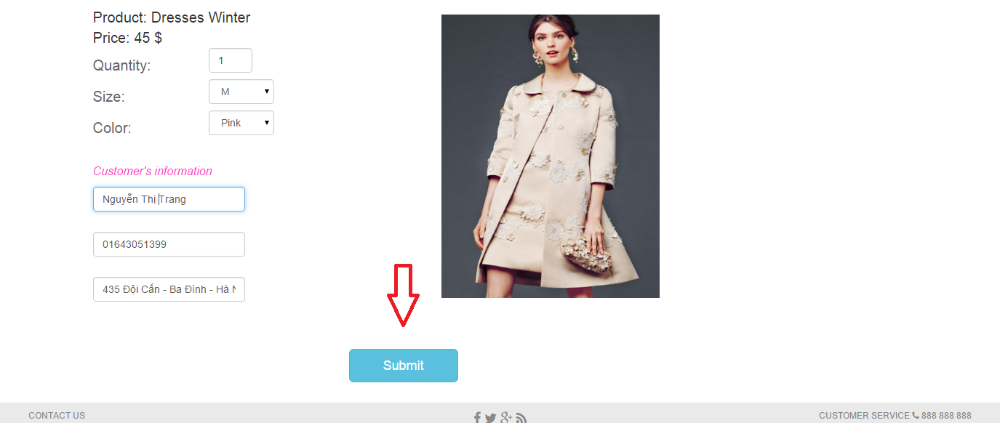 Product: Dresses Winter
Price: 45 $
Quantity: 1
Size: M
Color: Pink
Customer's information
Nguyễn Thị Trang
01643051399
435 Đội Cấn - Ba Đình - Hà N
Submit
CONTACT US
CUSTOMER SERVICE 888 888 888